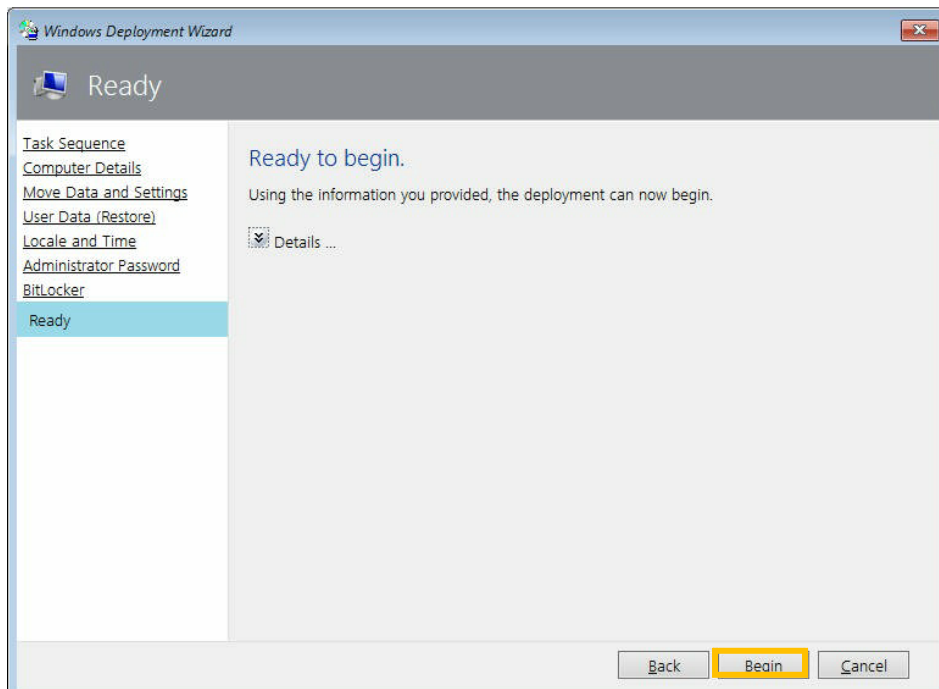 Windows Deployment Wizard
Ready
Task Sequence
Computer Details
Move Data and Settings
User Data (Restore)
Locale and Time
Administrator Password
BitLocker
Ready
Ready to begin.
Using the information you provided, the deployment can now begin.
Details ...
Back
Begin
Cancel